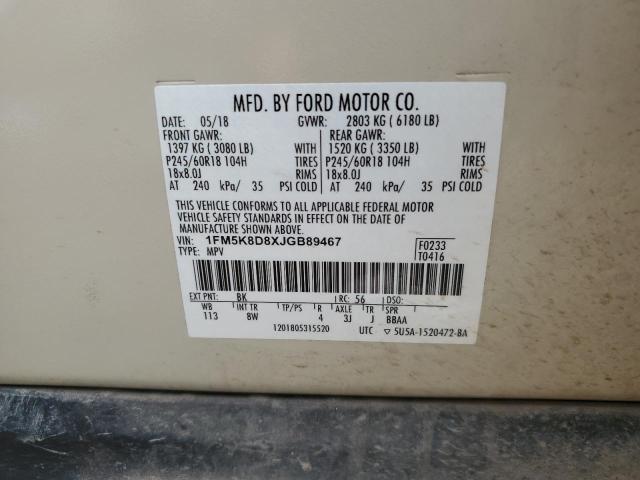 MFD. BY FORD MOTOR CO.
DATE: 05/18 GVWR: 2803 KG ( 6180 LB)
FRONT GAWR: REAR GAWR:
1397 KG ( 3080 LB) WITH 1520 KG ( 3350 LB) WITH
P245/60R18 104H TIRES P245/60R18 104H TIRES
18x8.0J RIMS 18x8.0J RIMS
AT 240 kPa/ 35 PSI COLD AT 240 kPa/ 35 PSI COLD
THIS VEHICLE CONFORMS TO ALL APPLICABLE FEDERAL MOTOR
VEHICLE SAFETY STANDARDS IN EFFECT ON THE DATE OF
MANUFACTURE SHOWN ABOVE.
VIN: 1FM5K8D8XJGB89467 F0233
TYPE: MPV T0416
EXT PNT: BK RC: 56 DSO:
WB INT TR TP/PS R AXLE TR SPR
113 8W 4 3J J BBAA
1201805315520 UTC ▽ 5U5A-1520472-BA